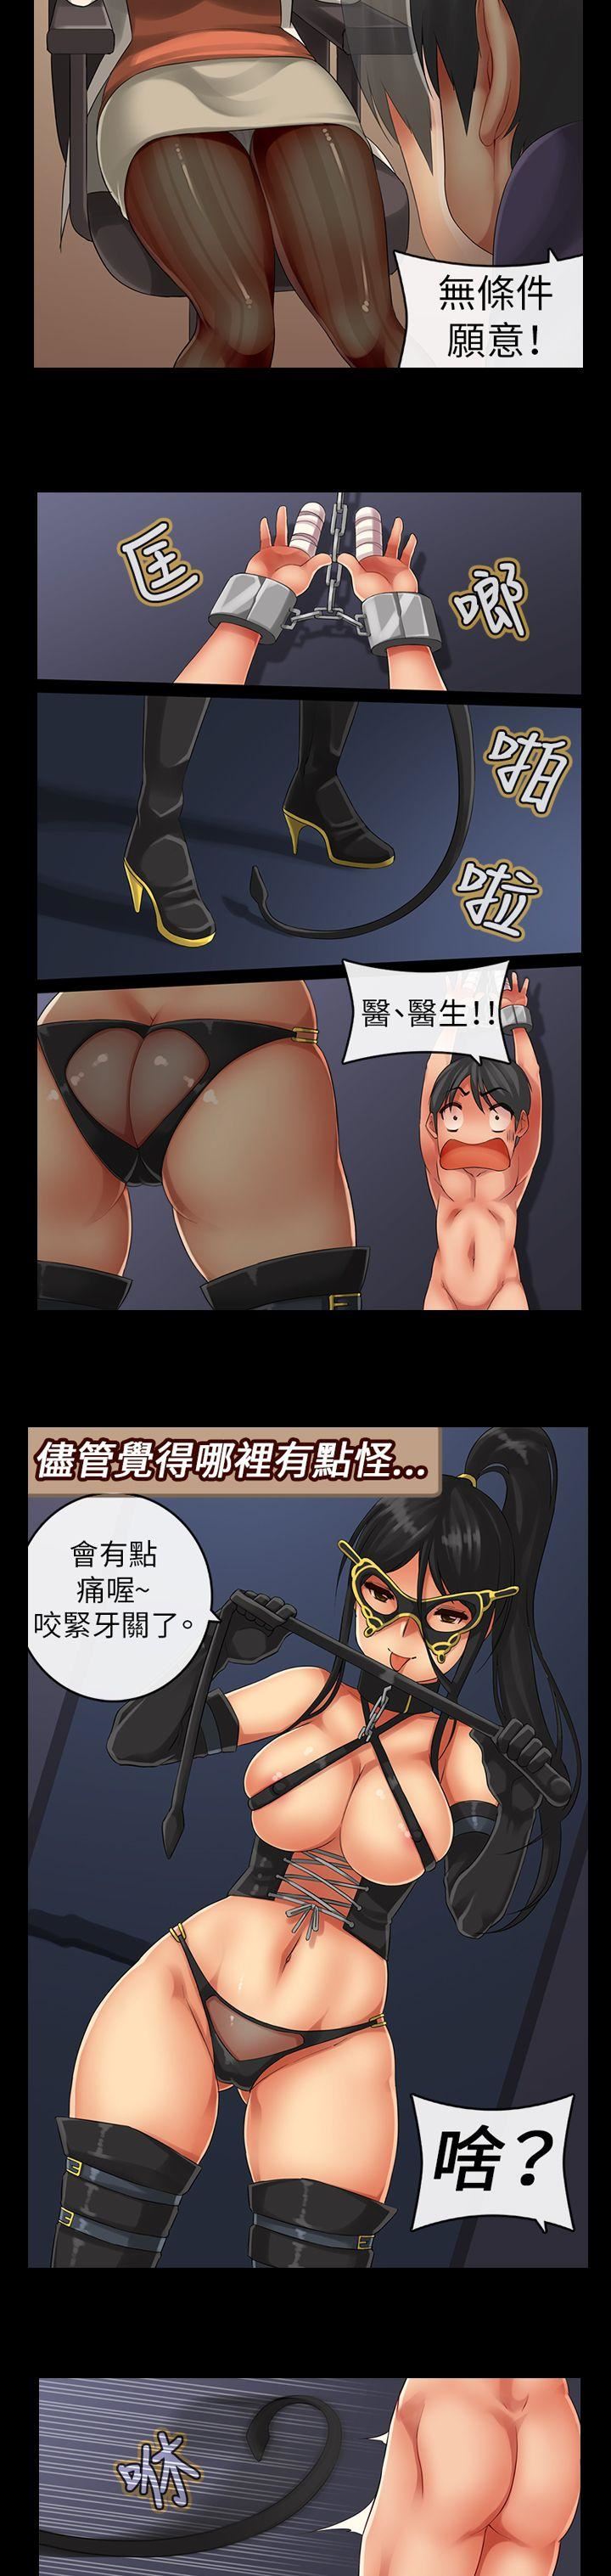 無條件
願意！
匡
啷
啪
啦
醫、醫生！！
儘管覺得哪裡有點怪...
會有點
痛喔~
咬緊牙關了。
啥？
咻